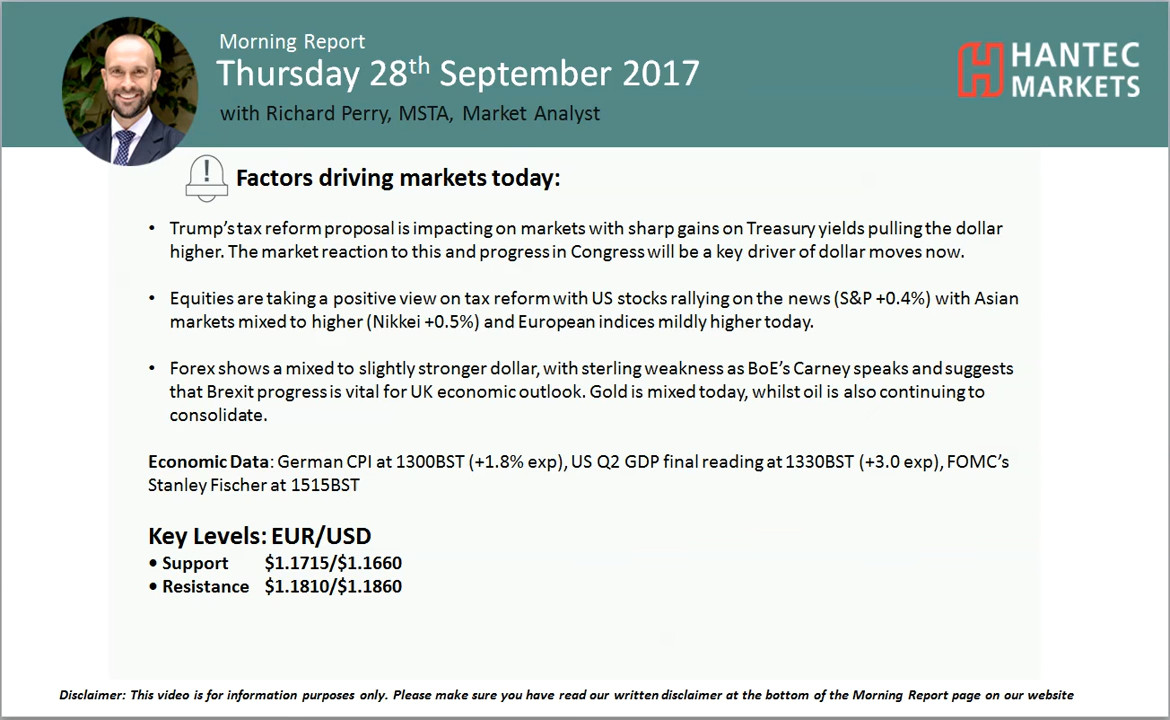 Morning Report
Thursday 28th September 2017
with Richard Perry, MSTA, Market Analyst
HANTEC
MARKETS
! Factors driving markets today:
• Trump's tax reform proposal is impacting on markets with sharp gains on Treasury yields pulling the dollar
higher. The market reaction to this and progress in Congress will be a key driver of dollar moves now.
• Equities are taking a positive view on tax reform with US stocks rallying on the news (S&P +0.4%) with Asian
markets mixed to higher (Nikkei +0.5%) and European indices mildly higher today.
• Forex shows a mixed to slightly stronger dollar, with sterling weakness as BoE's Carney speaks and suggests
that Brexit progress is vital for UK economic outlook. Gold is mixed today, whilst oil is also continuing to
consolidate.
Economic Data: German CPI at 1300BST (+1.8% exp), US Q2 GDP final reading at 1330BST (+3.0 exp), FOMC's
Stanley Fischer at 1515BST
Key Levels: EUR/USD
• Support $1.1715/$1.1660
• Resistance $1.1810/$1.1860
Disclaimer: This video is for information purposes only. Please make sure you have read our written disclaimer at the bottom of the Morning Report page on our website